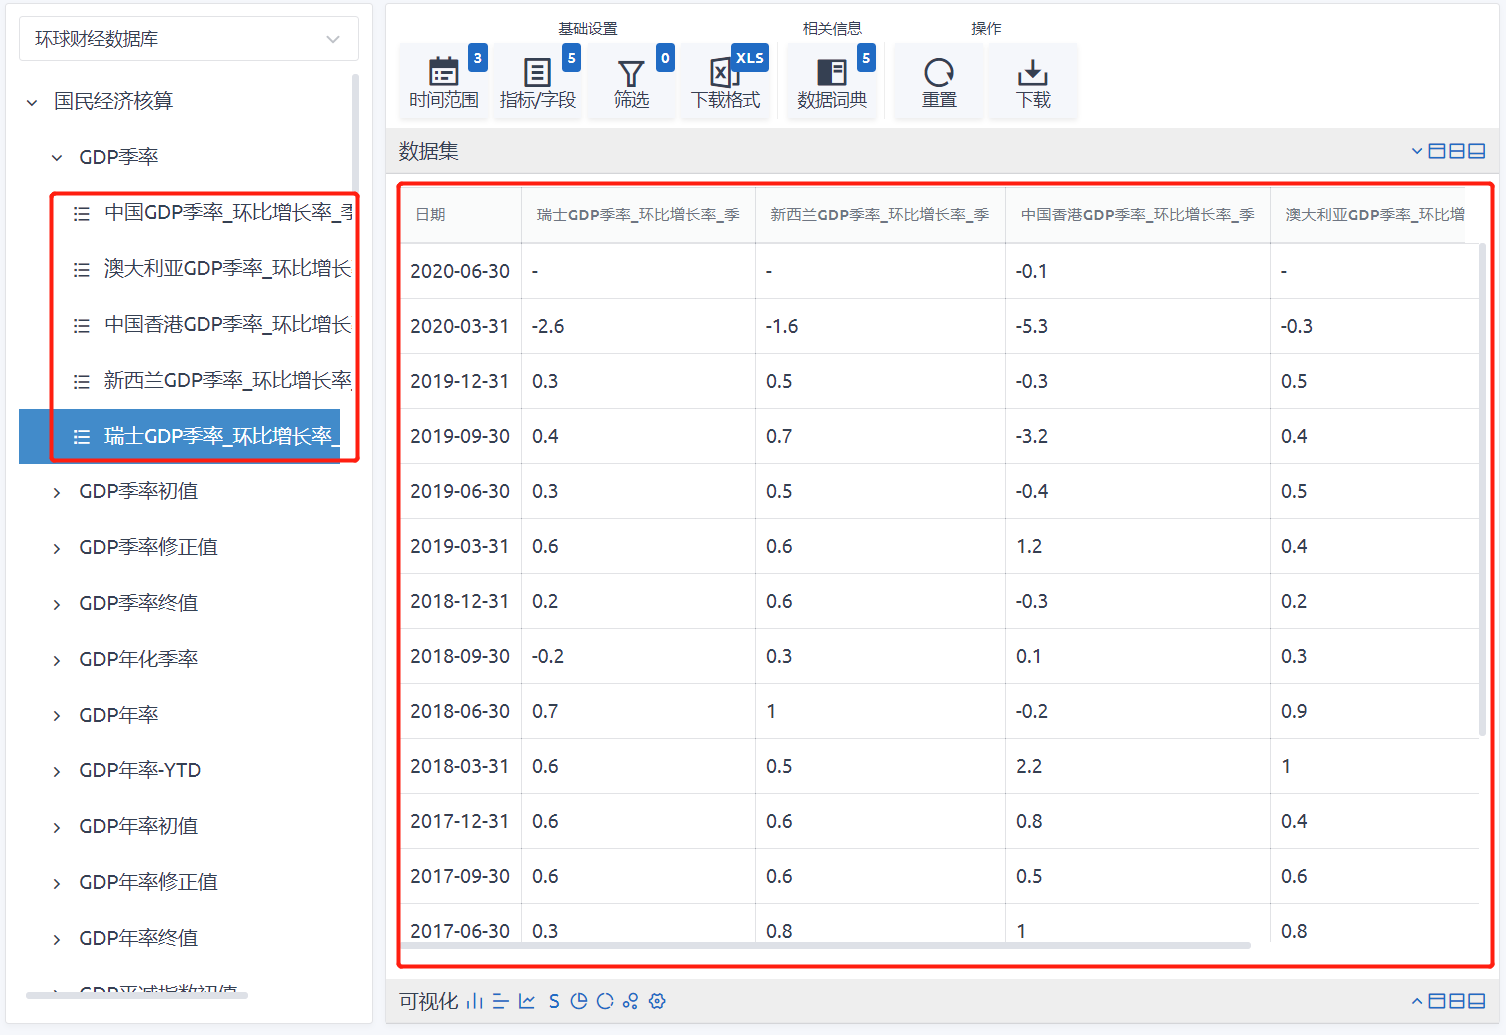 环球财经数据库
国民经济核算
GDP季率
中国GDP季率_环比增长率_季
澳大利亚GDP季率_环比增长
中国香港GDP季率_环比增长
新西兰GDP季率_环比增长率_
瑞士GDP季率_环比增长率_
GDP季率初值
GDP季率修正值
GDP季率终值
GDP年化季率
GDP年率
GDP年率-YTD
GDP年率初值
GDP年率修正值
GDP年率终值
GDP平减指数初值
基础设置 相关信息 操作
3 5 0 XLS 5
时间范围 指标/字段 筛选 下载格式 数据词典 重置 下载
数据集
日期 瑞士GDP季率_环比增长率_季 新西兰GDP季率_环比增长率_季 中国香港GDP季率_环比增长率_季 澳大利亚GDP季率_环比增
2020-06-30 - - -0.1 -
2020-03-31 -2.6 -1.6 -5.3 -0.3
2019-12-31 0.3 0.5 -0.3 0.5
2019-09-30 0.4 0.7 -3.2 0.4
2019-06-30 0.3 0.5 -0.4 0.5
2019-03-31 0.6 0.6 1.2 0.4
2018-12-31 0.2 0.6 -0.3 0.2
2018-09-30 -0.2 0.3 0.1 0.3
2018-06-30 0.7 1 -0.2 0.9
2018-03-31 0.6 0.5 2.2 1
2017-12-31 0.6 0.6 0.8 0.4
2017-09-30 0.6 0.6 0.5 0.6
2017-06-30 0.3 0.8 1 0.8
可视化 S